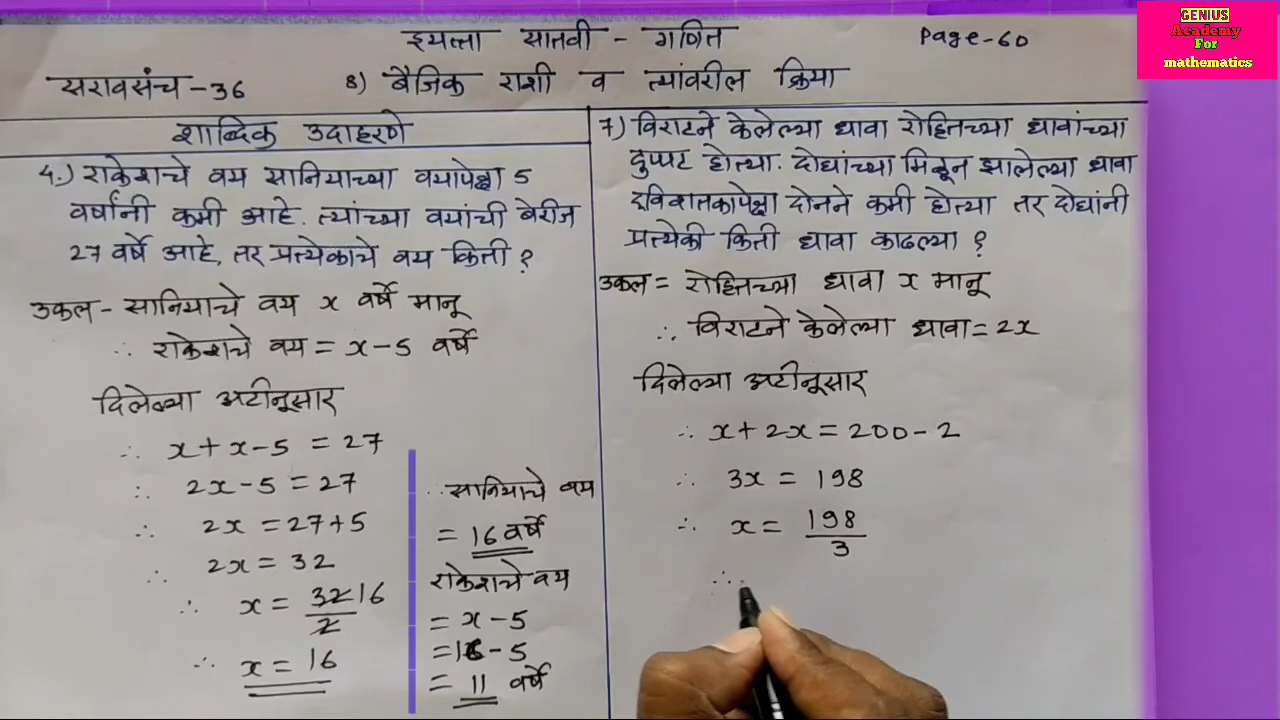 इयत्ता सातवी - गणित
Page-60
सरावसंच -36
8) बैजिक राशी व त्यांवरील क्रिया
शाब्दिक उदाहरणे
4.) राकेशचे वय सानियाच्या वयापेक्षा 5
वर्षांनी कमी आहे. त्यांच्या वयांची बेरीज
27 वर्षे आहे, तर प्रत्येकाचे वय किती?
उकल - सानियाचे वय x वर्षे मानू
∴ राकेशचे वय = x - 5 वर्षे
दिलेल्या अटीनुसार
∴ x + x - 5 = 27
∴ 2x - 5 = 27
∴ 2x = 27 + 5
∴ 2x = 32
∴ x = 32 16
2
∴ x = 16
∴ सानियाचे वय
= 16 वर्षे
राकेशचे वय
= x - 5
= 16 - 5
= 11 वर्षे
7) विराटने केलेल्या धावा रोहितच्या धावांच्या
दुप्पट होत्या. दोघांच्या मिळून झालेल्या धावा
द्विशतकापेक्षा दोनने कमी होत्या तर दोघांनी
प्रत्येकी किती धावा काढल्या?
उकल = रोहितच्या धावा x मानू
∴ विराटने केलेल्या धावा = 2x
दिलेल्या अटीनुसार
∴ x + 2x = 200 - 2
∴ 3x = 198
∴ x = 198
3
∴
GENIUS
Academy
For
mathematics